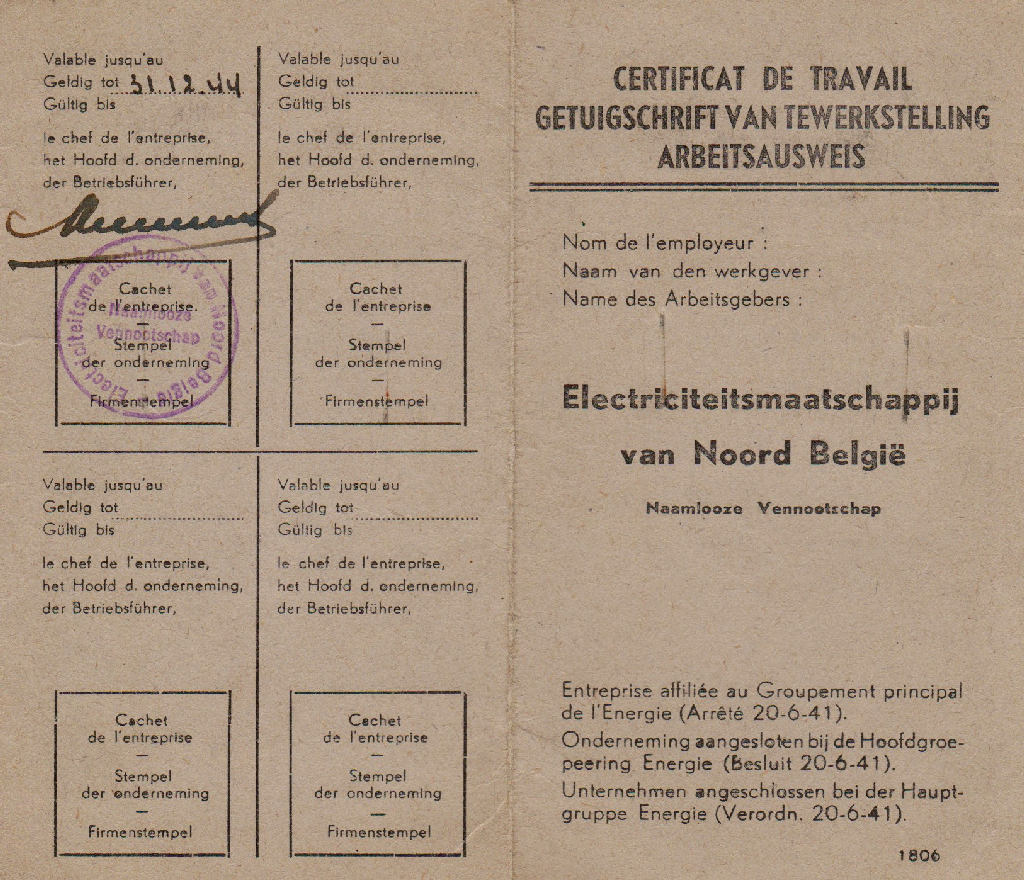 Valable jusqu'au
Geldig tot 31.12.44
Gültig bis
le chef de l'entreprise,
het Hoofd d. onderneming,
der Betriebsführer,
Electriciteitsmaatschappij van Noord-België
Naamlooze
Vennootschap
Cachet
de l'entreprise
—
Stempel
der onderneming
—
Firmenstempel
Valable jusqu'au
Geldig tot
Gültig bis
le chef de l'entreprise,
het Hoofd d. onderneming,
der Betriebsführer,
Cachet
de l'entreprise
—
Stempel
der onderneming
—
Firmenstempel
Valable jusqu'au
Geldig tot
Gültig bis
le chef de l'entreprise,
het Hoofd d. onderneming,
der Betriebsführer,
Cachet
de l'entreprise
—
Stempel
der onderneming
—
Firmenstempel
Valable jusqu'au
Geldig tot
Gültig bis
le chef de l'entreprise,
het Hoofd d. onderneming,
der Betriebsführer,
Cachet
de l'entreprise
—
Stempel
der onderneming
—
Firmenstempel
CERTIFICAT DE TRAVAIL
GETUIGSCHRIFT VAN TEWERKSTELLING
ARBEITSAUSWEIS
Nom de l'employeur :
Naam van den werkgever :
Name des Arbeitsgebers :
Electriciteitsmaatschappij
van Noord België
Naamlooze Vennootschap
Entreprise affiliée au Groupement principal
de l'Energie (Arrêté 20-6-41).
Onderneming aangesloten bij de Hoofdgroe-
peering Energie (Besluit 20-6-41).
Unternehmen angeschlossen bei der Haupt-
gruppe Energie (Verordn. 20-6-41).
1806